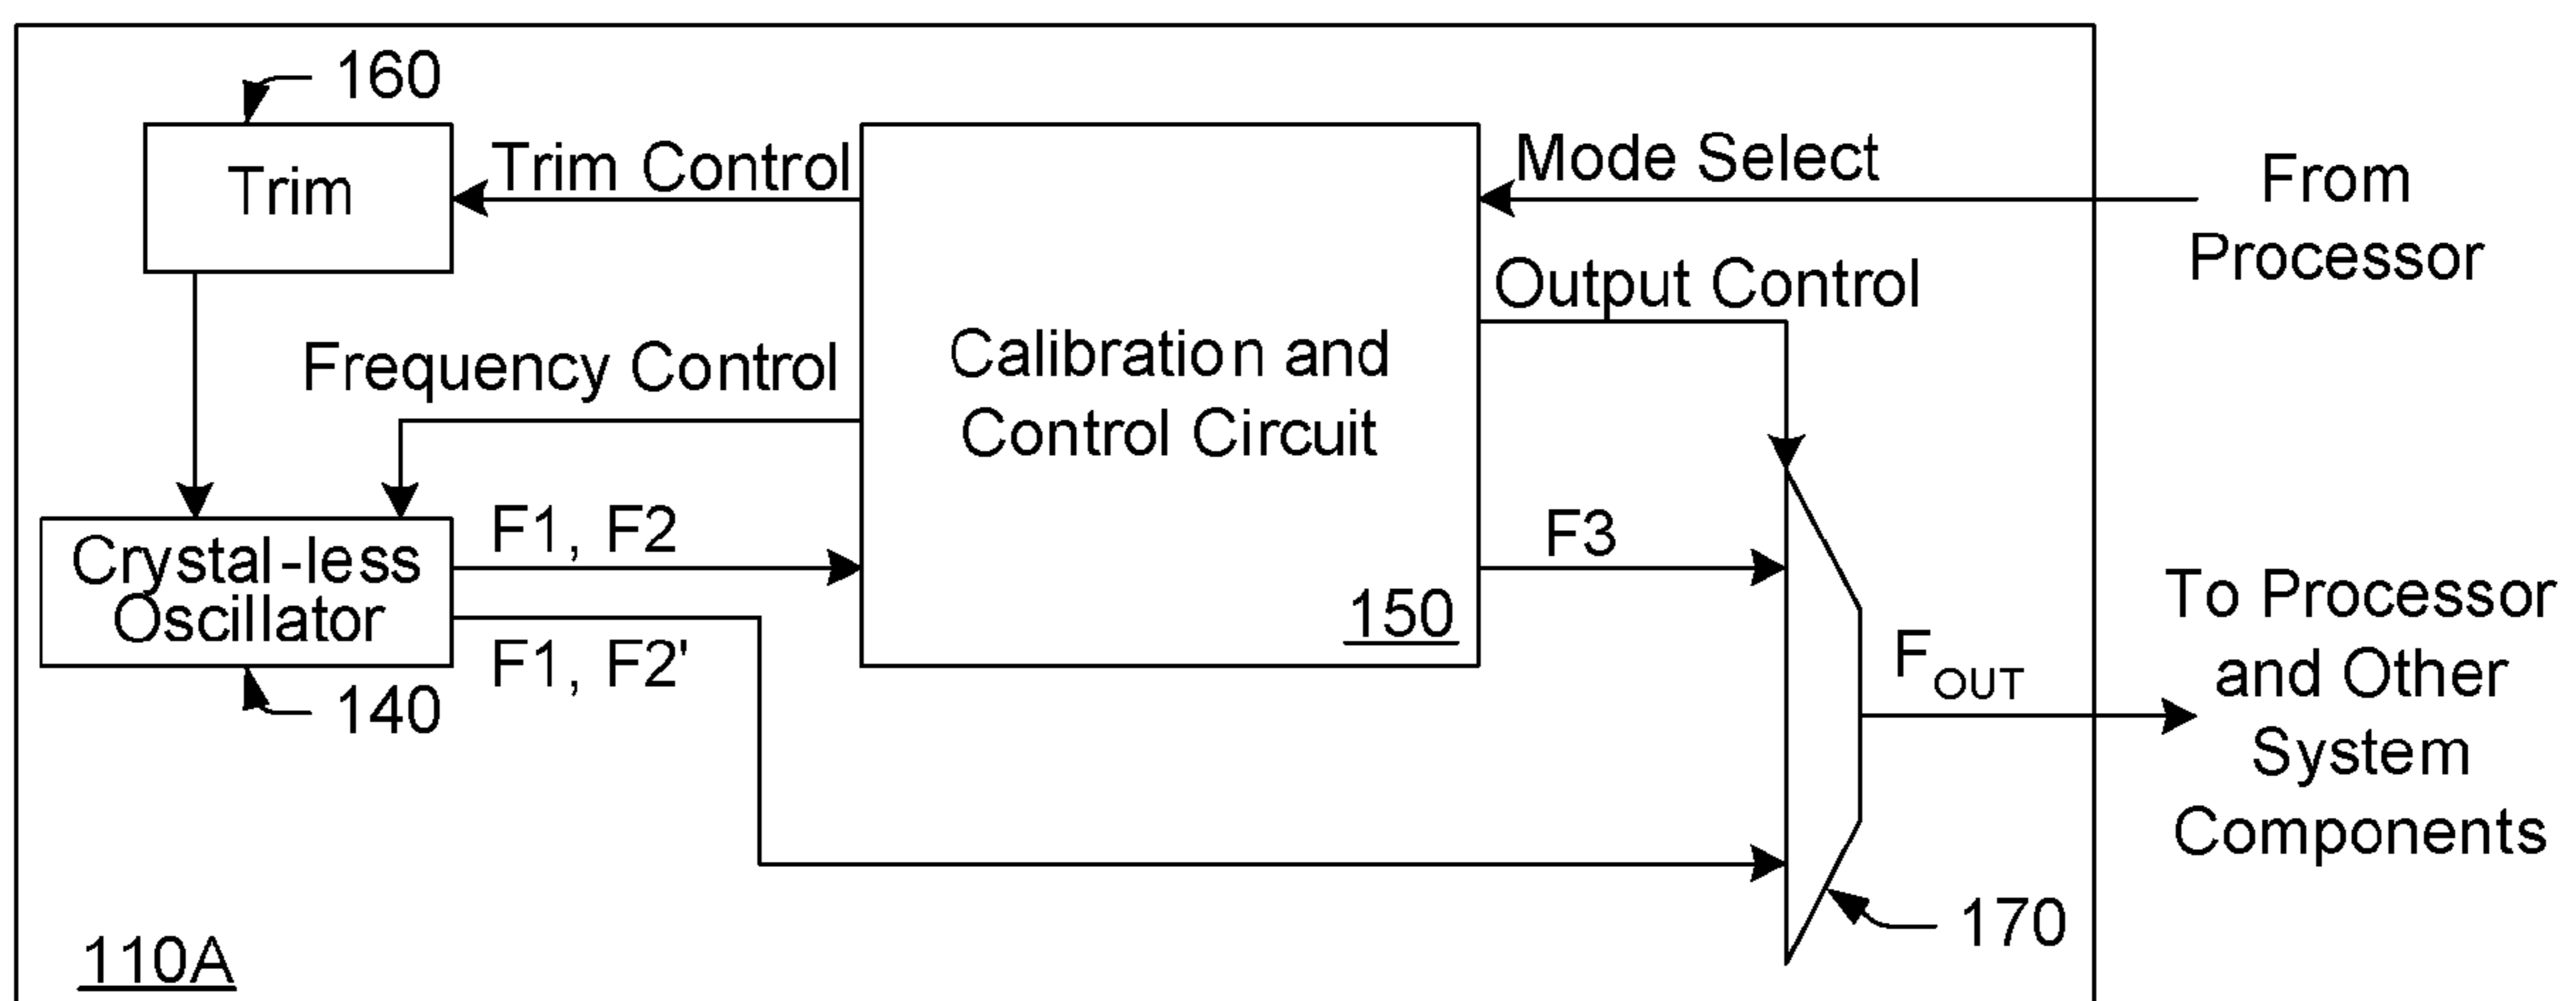 160
Trim
Trim Control
Mode Select
From
Processor
Output Control
Frequency Control
Calibration and
Control Circuit
150
Crystal-less
Oscillator
F1, F2
F1, F2'
140
F3
FOUT
To Processor
and Other
System
Components
170
110A